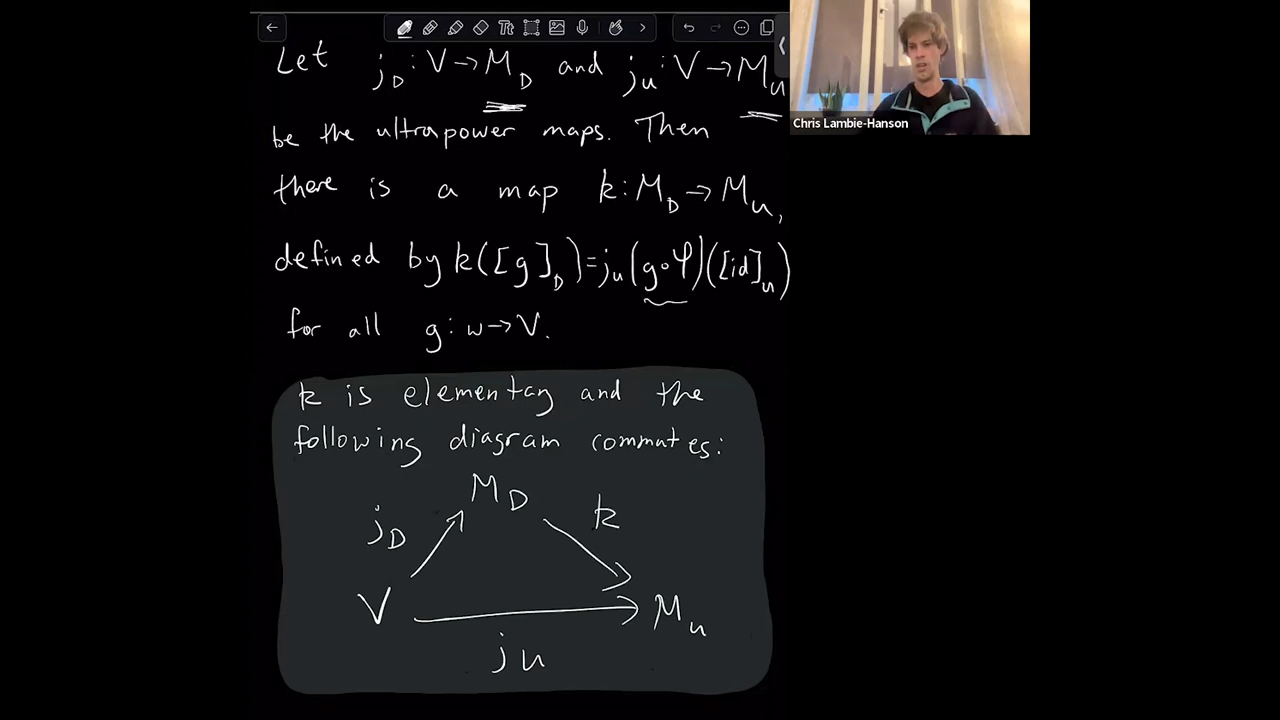 Let j_D : V → M_D and j_u : V → M_u
be the ultrapower maps. Then
there is a map k : M_D → M_u,
defined by k([g]_D) = j_u(g∘φ)([id]_u)
for all g : ω → V.
k is elementary and the
following diagram commutes:
M_D
j_D k
V M_u
j_u
Tt
Chris Lambie-Hanson